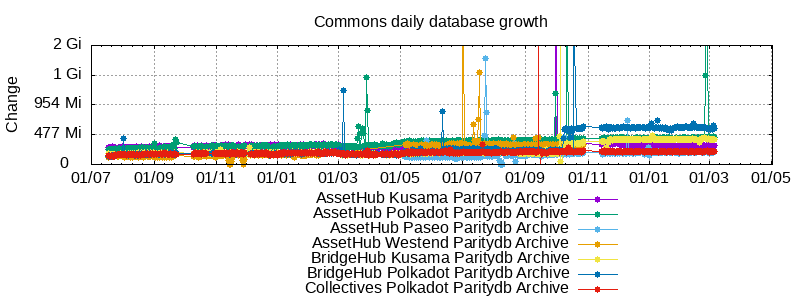 Commons daily database growth
Change
2 Gi
1 Gi
954 Mi
477 Mi
0
01/07 01/09 01/11 01/01 01/03 01/05 01/07 01/09 01/11 01/01 01/03 01/05
AssetHub Kusama Paritydb Archive
AssetHub Polkadot Paritydb Archive
AssetHub Paseo Paritydb Archive
AssetHub Westend Paritydb Archive
BridgeHub Kusama Paritydb Archive
BridgeHub Polkadot Paritydb Archive
Collectives Polkadot Paritydb Archive